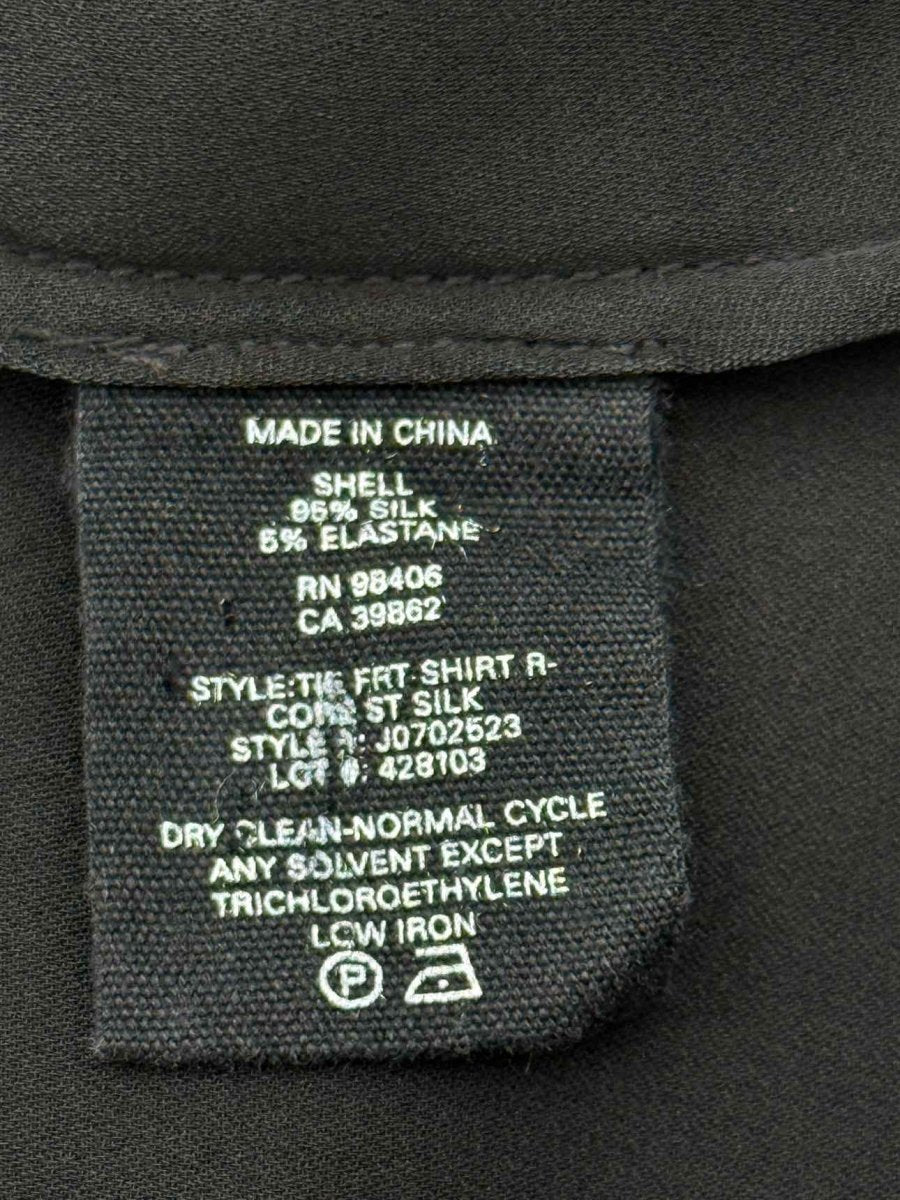 MADE IN CHINA
SHELL
95% SILK
5% ELASTANE
RN 98406
CA 39862
STYLE:TIE FRT SHIRT R-
ST SILK
STYLE #: J0702523
LOT #: 428103
DRY CLEAN-NORMAL CYCLE
ANY SOLVENT EXCEPT
TRICHLOROETHYLENE
LOW IRON
P